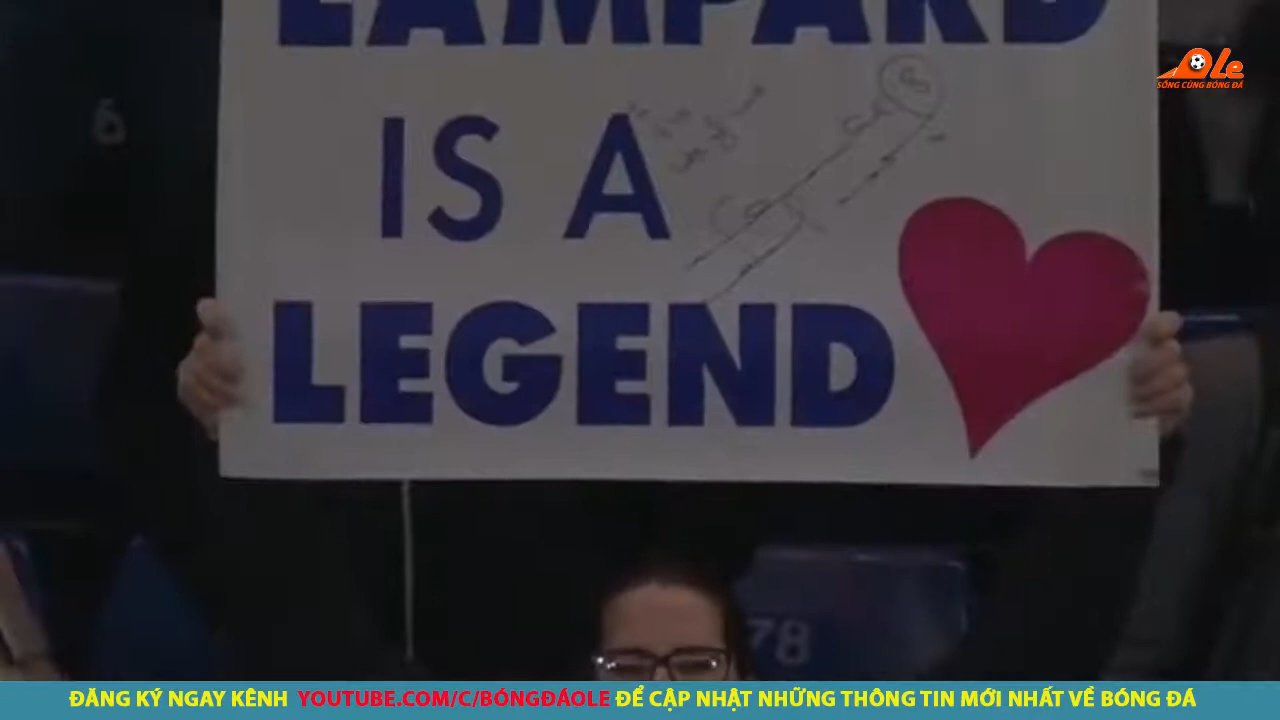 LAMPARD
IS A
LEGEND
Ole
SỐNG CÙNG BÓNG ĐÁ
6
78
ĐĂNG KÝ NGAY KÊNH YOUTUBE.COM/C/BÓNGĐÁOLE ĐỂ CẬP NHẬT NHỮNG THÔNG TIN MỚI NHẤT VỀ BÓNG ĐÁ